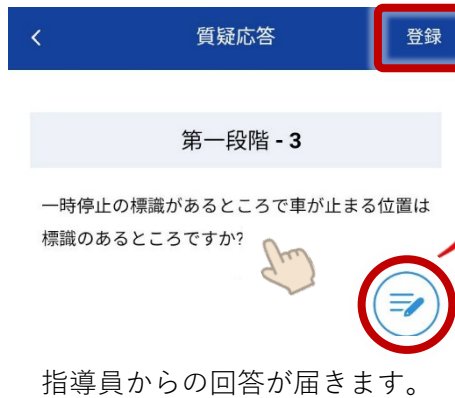 質疑応答
登録
第一段階 - 3
一時停止の標識があるところで車が止まる位置は
標識のあるところですか?
指導員からの回答が届きます。